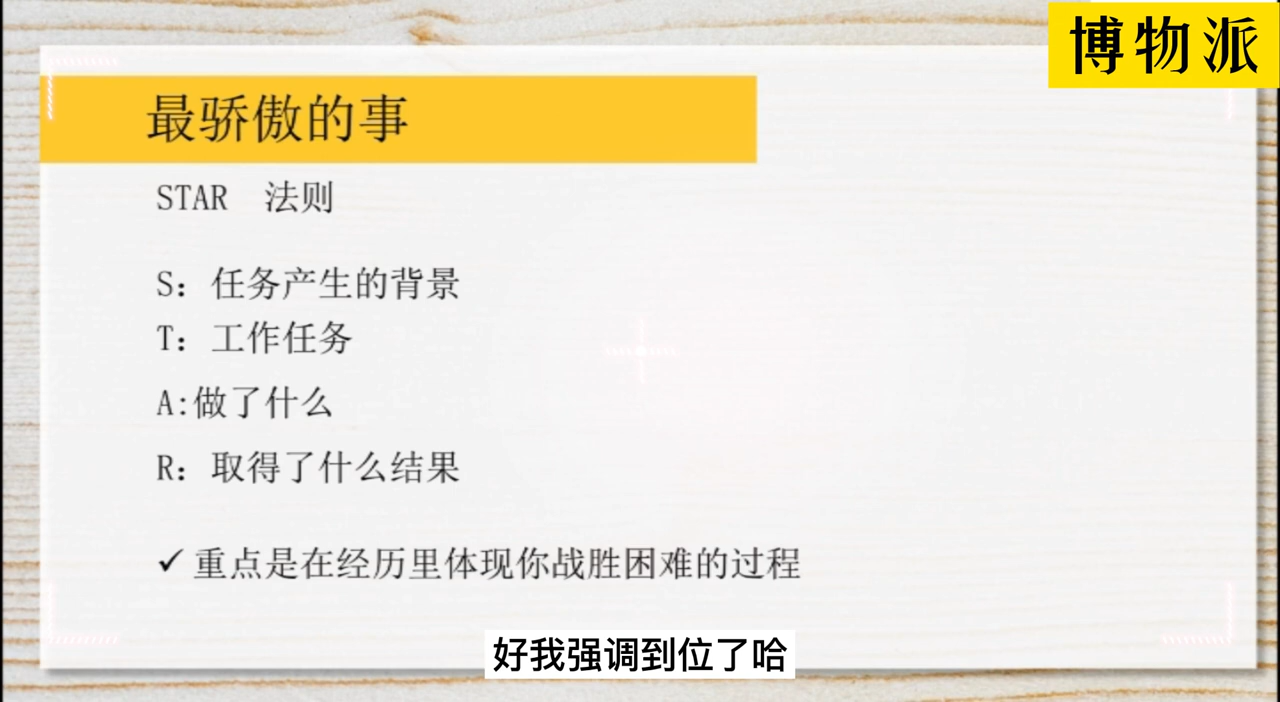 博物派
最骄傲的事
STAR 法则
S：任务产生的背景
T：工作任务
A:做了什么
R：取得了什么结果
✓ 重点是在经历里体现你战胜困难的过程
好我强调到位了哈